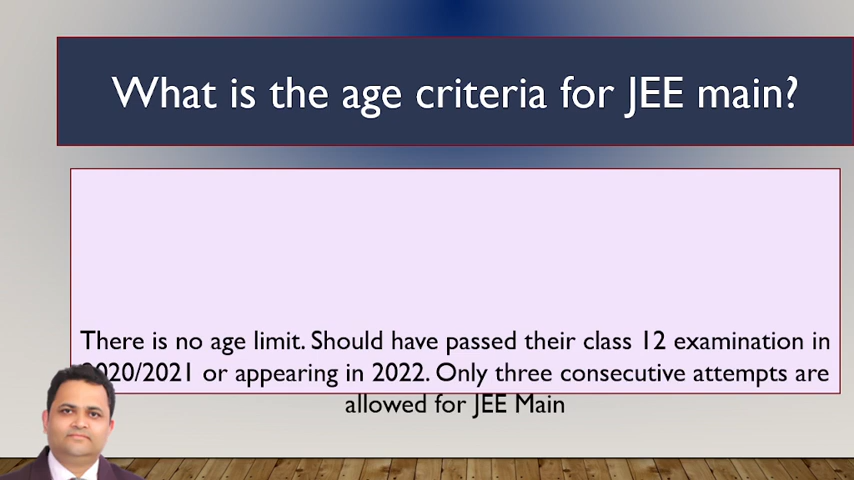 What is the age criteria for JEE main?
There is no age limit. Should have passed their class 12 examination in
2020/2021 or appearing in 2022. Only three consecutive attempts are
allowed for JEE Main